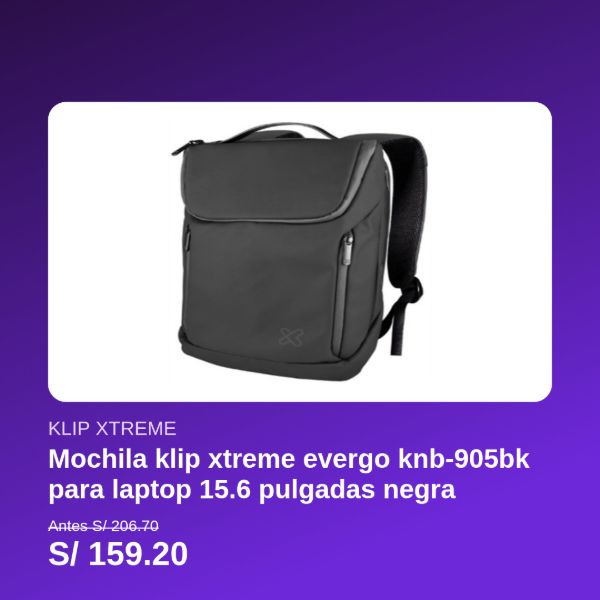 KLIP XTREME
Mochila klip xtreme evergo knb-905bk
para laptop 15.6 pulgadas negra
Antes S/ 206.70
S/ 159.20